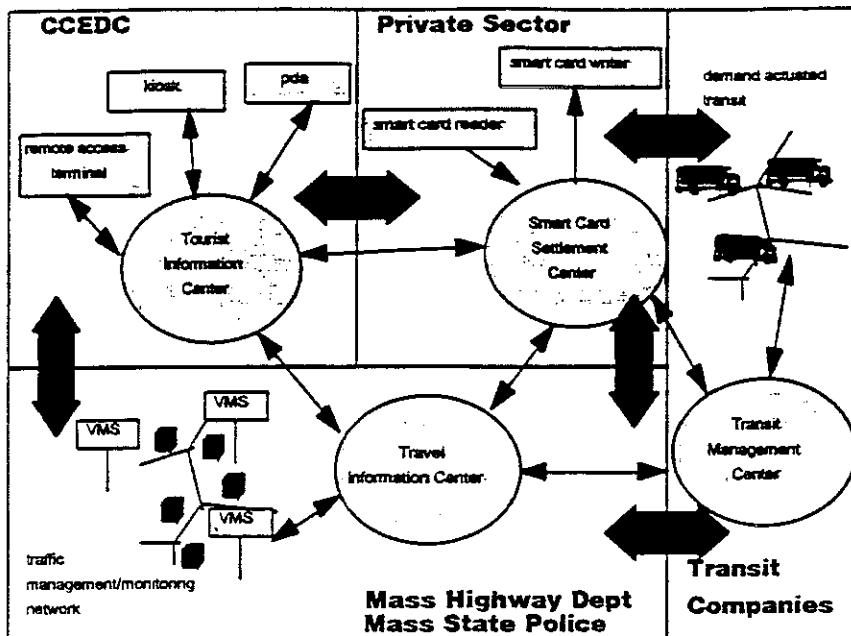 CCEDC
Private Sector
smart card writer
kiosk
pda
demand actuated
transit
smart card reader
remote access
terminal
Tourist
Information
Center
Smart Card
Settlement
Center
VMS
VMS
Travel
Information Center
Transit
Management
Center
VMS
traffic
management/monitoring
network
Mass Highway Dept
Mass State Police
Transit
Companies